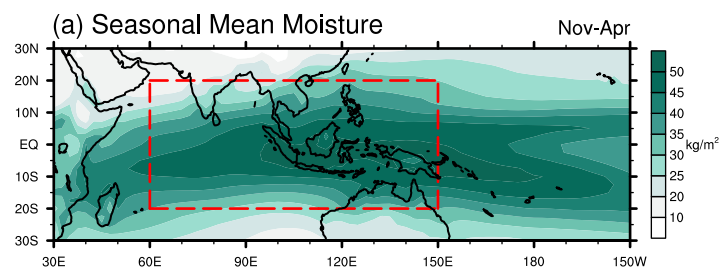 (a) Seasonal Mean Moisture
Nov-Apr
30N
20N
10N
EQ
10S
20S
30S
30E
60E
90E
120E
150E
180
150W
50
45
40
35
30
25
20
15
10
kg/m²